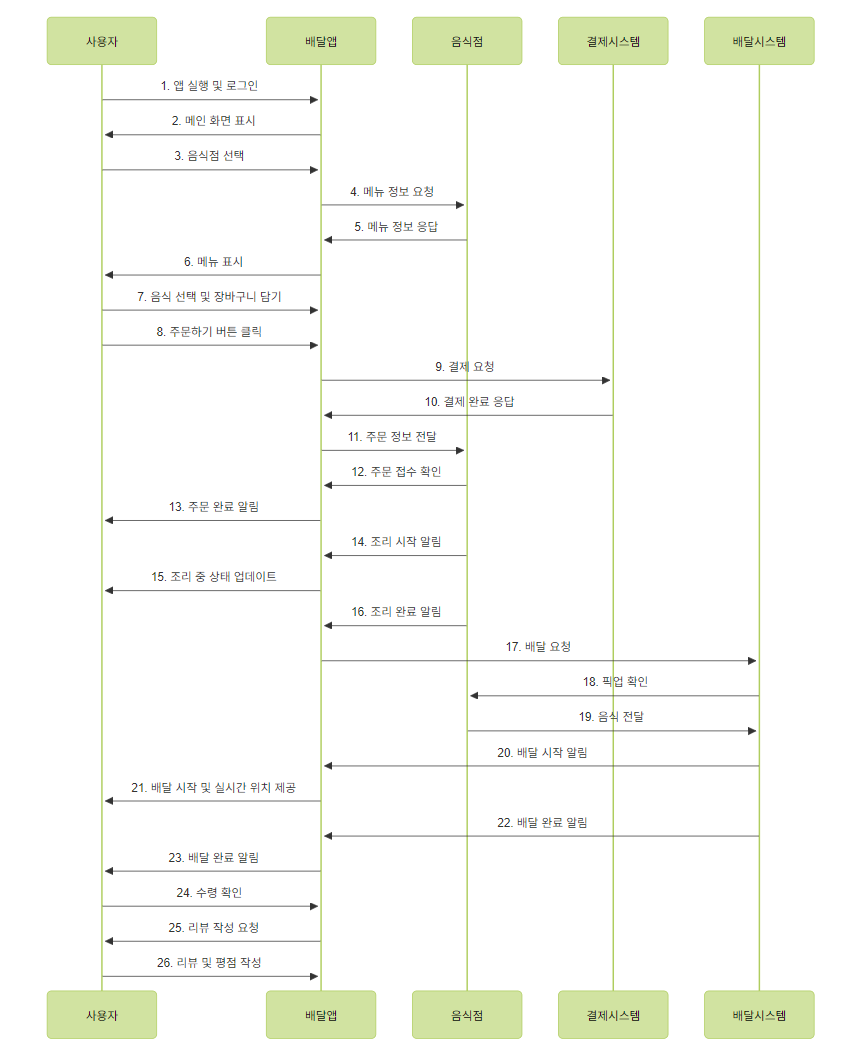 사용자
배달앱
음식점
결제시스템
배달시스템
1. 앱 실행 및 로그인
2. 메인 화면 표시
3. 음식점 선택
4. 메뉴 정보 요청
5. 메뉴 정보 응답
6. 메뉴 표시
7. 음식 선택 및 장바구니 담기
8. 주문하기 버튼 클릭
9. 결제 요청
10. 결제 완료 응답
11. 주문 정보 전달
12. 주문 접수 확인
13. 주문 완료 알림
14. 조리 시작 알림
15. 조리 중 상태 업데이트
16. 조리 완료 알림
17. 배달 요청
18. 픽업 확인
19. 음식 전달
20. 배달 시작 알림
21. 배달 시작 및 실시간 위치 제공
22. 배달 완료 알림
23. 배달 완료 알림
24. 수령 확인
25. 리뷰 작성 요청
26. 리뷰 및 평점 작성
사용자
배달앱
음식점
결제시스템
배달시스템